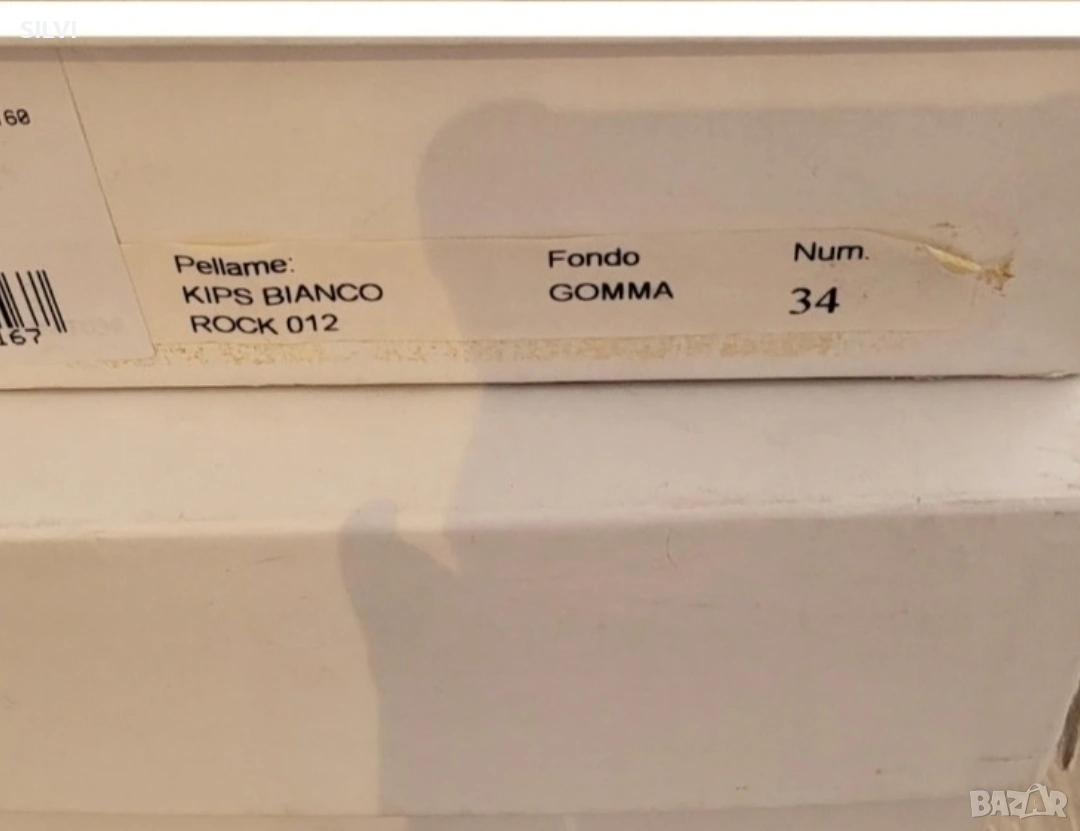 SILVI
160
Pellame:
KIPS BIANCO
ROCK 012
Fondo
GOMMA
Num.
34
167
BAZAR